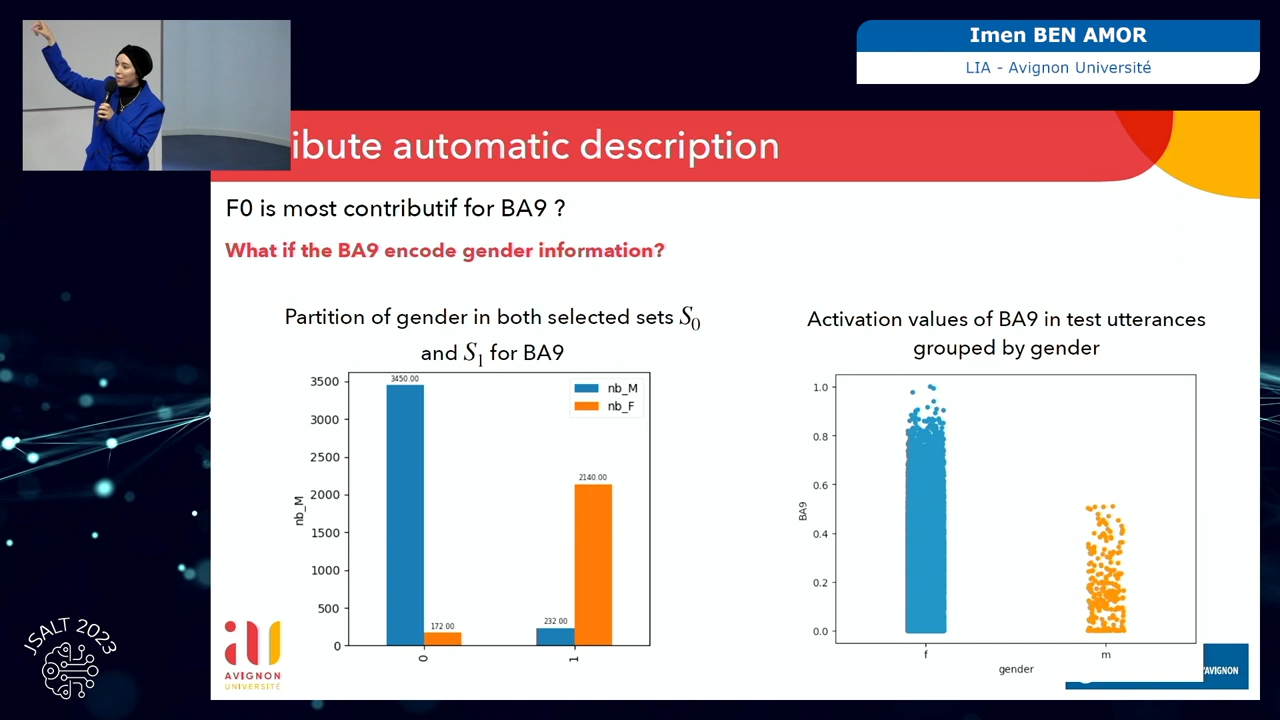 Imen BEN AMOR
LIA - Avignon Université
ibute automatic description
F0 is most contributif for BA9 ?
What if the BA9 encode gender information?
Partition of gender in both selected sets S0
and S1 for BA9
Activation values of BA9 in test utterances
grouped by gender
3500
3000
2500
2000
1500
1000
500
0
nb_M
3450.00
172.00
232.00
2140.00
nb_M
nb_F
0
1
1.0
0.8
0.6
0.4
0.2
0.0
BA9
f
m
gender
JSALT 2023
AVIGNON
UNIVERSITÉ
'AVIGNON